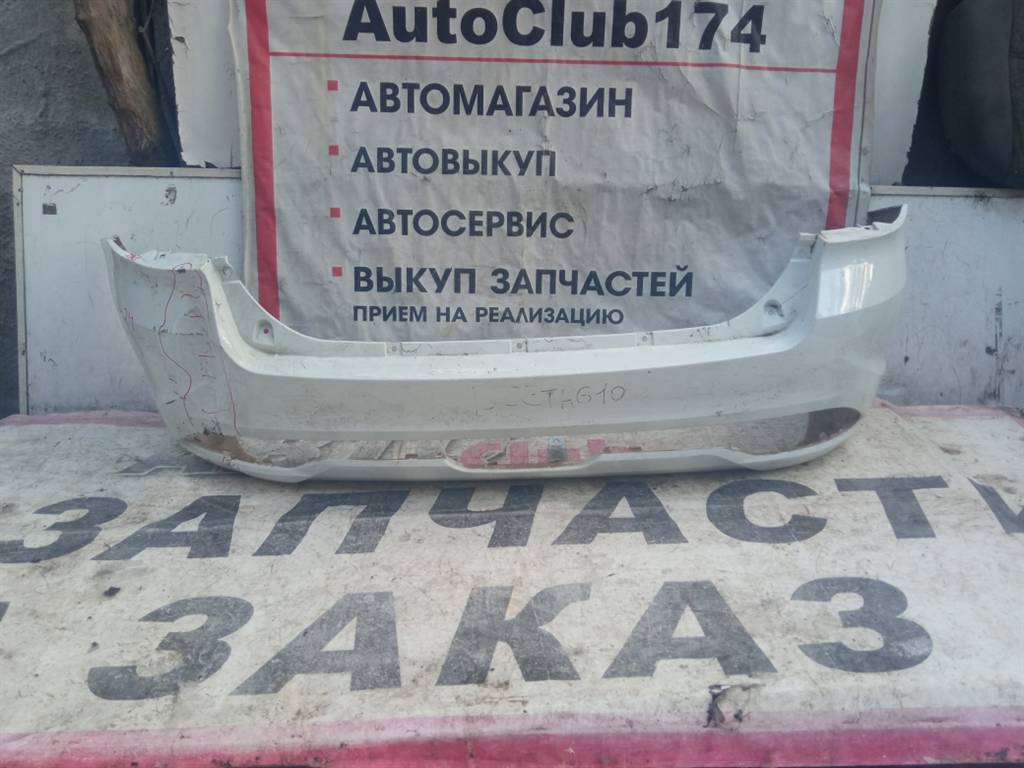 AutoClub174
АВТОМАГАЗИН
АВТОВЫКУП
АВТОСЕРВИС
ВЫКУП ЗАПЧАСТЕЙ
ПРИЕМ НА РЕАЛИЗАЦИЮ
ЗАПЧАСТИ
ЗАКАЗ